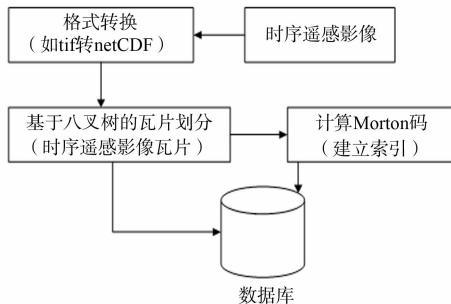 格式转换
（如tif转netCDF）
时序遥感影像
基于八叉树的瓦片划分
（时序遥感影像瓦片）
计算Morton码
（建立索引）
数据库